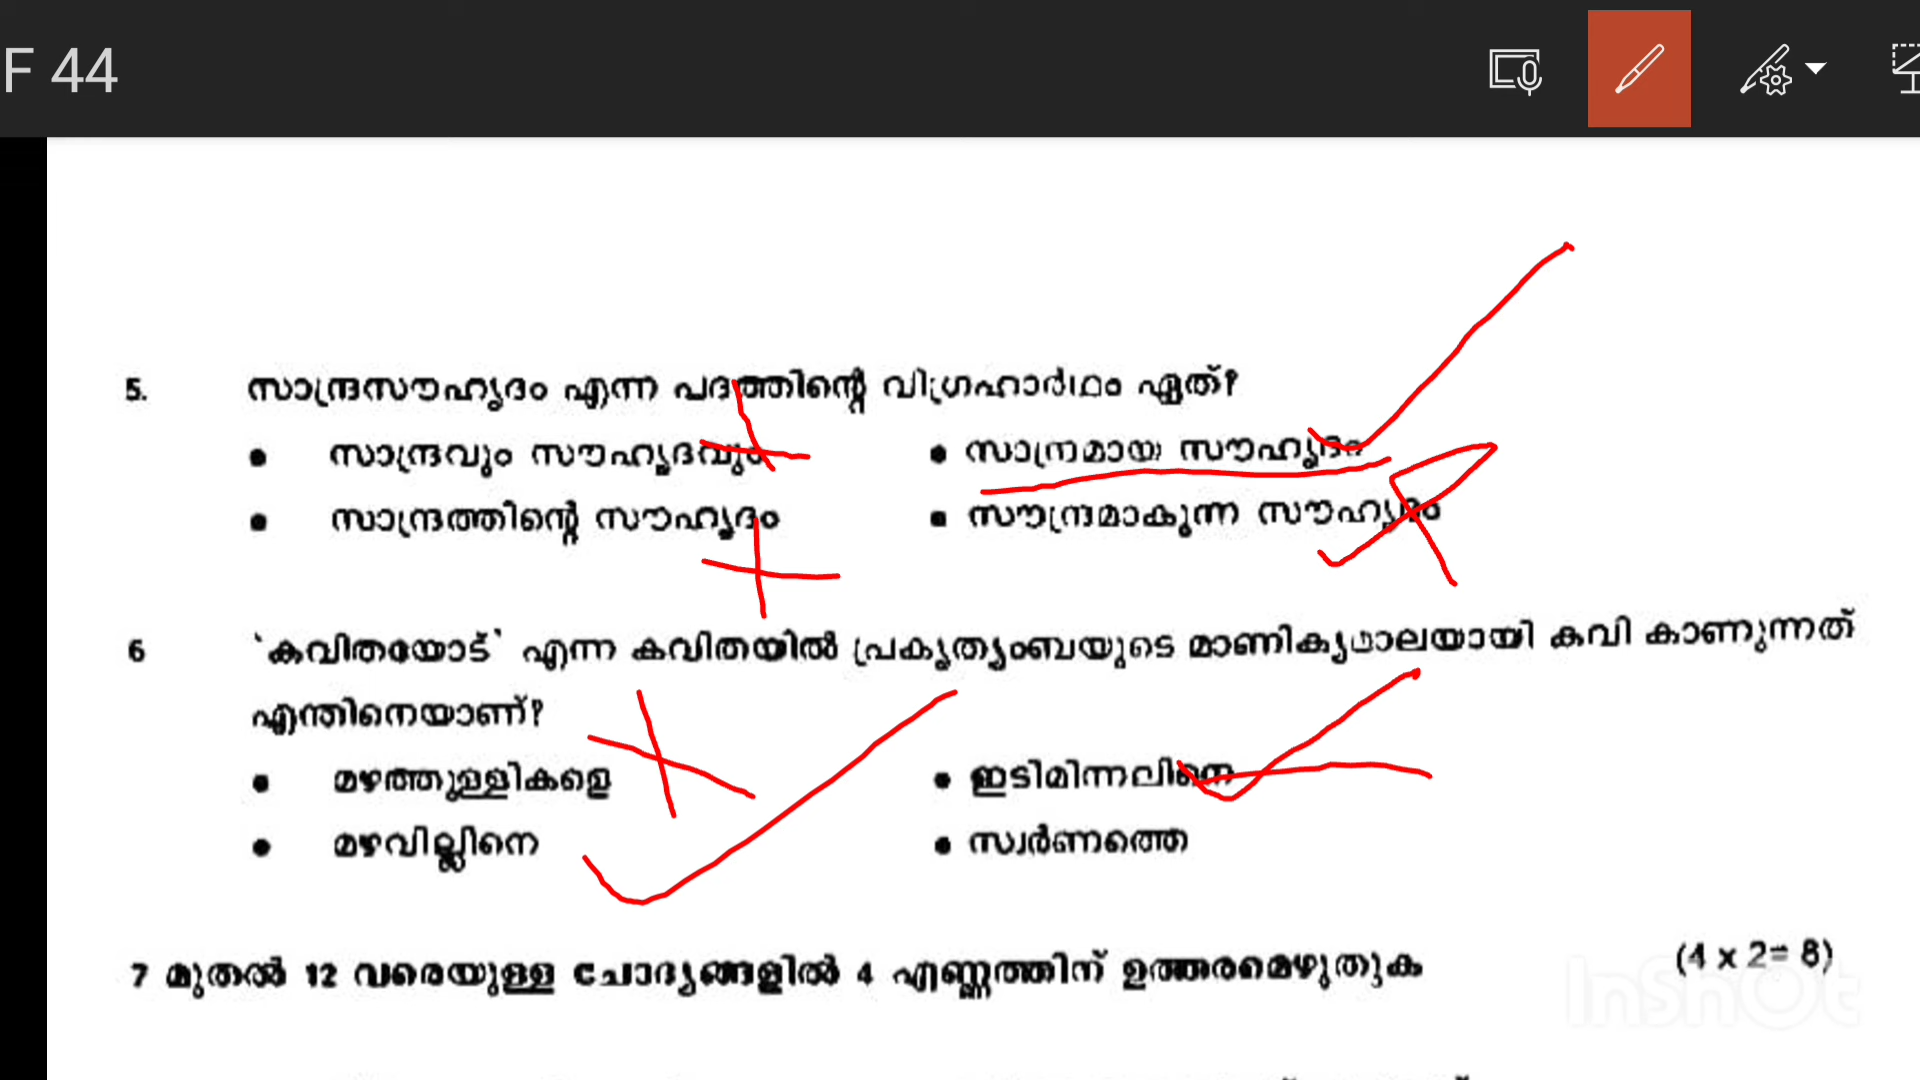 F 44
5. സാന്ദ്രസൗഹൃദം എന്ന പദത്തിന്റെ വിഗ്രഹാർഥം ഏത്?
• സാന്ദ്രവും സൗഹൃദവും • സാന്ദ്രമായ സൗഹൃദം
• സാന്ദ്രത്തിന്റെ സൗഹൃദം • സൗന്ദ്രമാകുന്ന സൗഹൃദം
6 'കവിതയോട്' എന്ന കവിതയിൽ പ്രകൃത്യംബയുടെ മാണിക്യമാലയായി കവി കാണുന്നത്
എന്തിനെയാണ്?
• മഴത്തുള്ളികളെ • ഇടിമിന്നലിനെ
• മഴവില്ലിനെ • സ്വർണത്തെ
7 മുതൽ 12 വരെയുള്ള ചോദ്യങ്ങളിൽ 4 എണ്ണത്തിന് ഉത്തരമെഴുതുക (4 x 2= 8)
InShOt